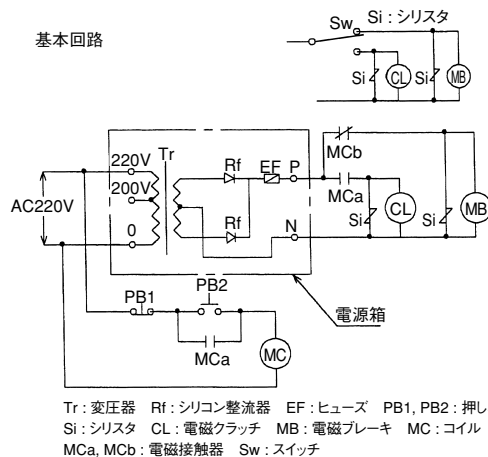 基本回路
Si : シリスタ
Sw
Si
CL
Si
MB
220V
Tr
200V
0
AC220V
Rf
EF
P
Rf
N
MCb
MCa
Si
CL
Si
MB
PB1
PB2
MCa
MC
電源箱
Tr : 変圧器 Rf : シリコン整流器 EF : ヒューズ PB1, PB2 : 押し
Si : シリスタ CL : 電磁クラッチ MB : 電磁ブレーキ MC : コイル
MCa, MCb : 電磁接触器 Sw : スイッチ